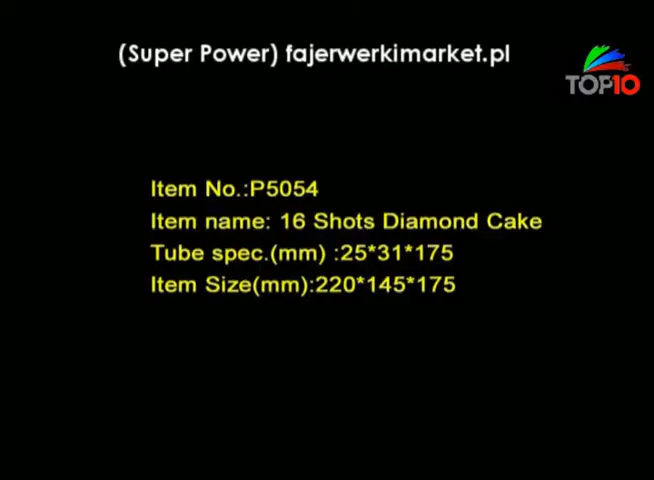 (Super Power) fajerwerkimarket.pl
TOP10
Item No.:P5054
Item name: 16 Shots Diamond Cake
Tube spec.(mm) :25*31*175
Item Size(mm):220*145*175